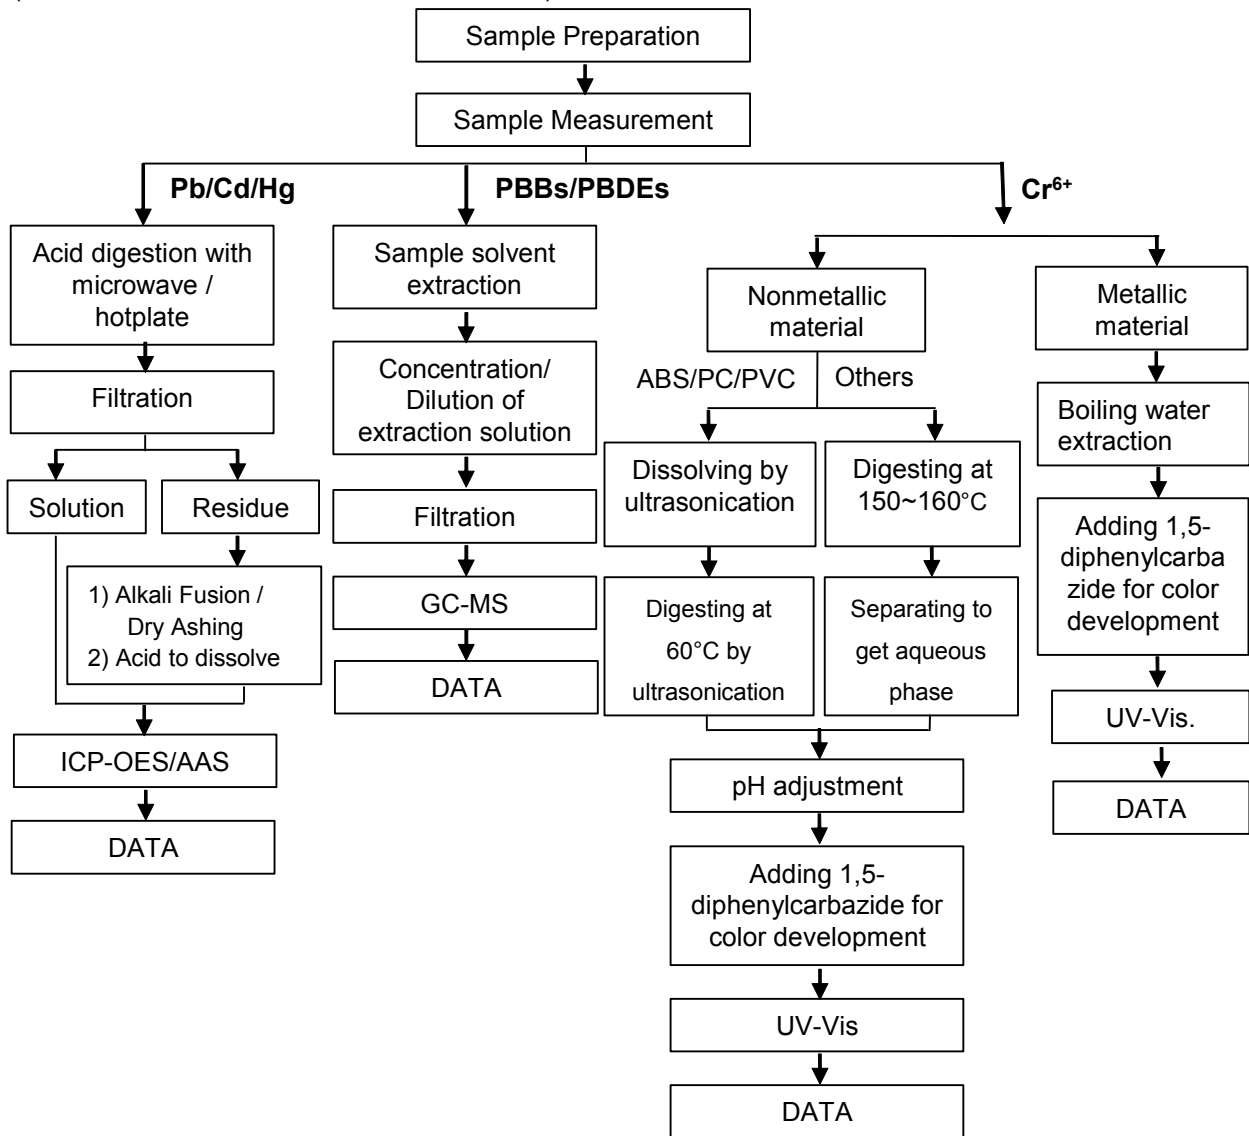 Sample Preparation
Sample Measurement
Pb/Cd/Hg
PBBs/PBDEs
Cr⁶⁺
Acid digestion with
microwave /
hotplate
Filtration
Solution
Residue
1) Alkali Fusion /
Dry Ashing
2) Acid to dissolve
ICP-OES/AAS
DATA
Sample solvent
extraction
Concentration/
Dilution of
extraction solution
Filtration
GC-MS
DATA
Nonmetallic
material
ABS/PC/PVC
Others
Dissolving by
ultrasonication
Digesting at
60°C by
ultrasonication
Digesting at
150~160°C
Separating to
get aqueous
phase
pH adjustment
Adding 1,5-
diphenylcarbazide for
color development
UV-Vis
DATA
Metallic
material
Boiling water
extraction
Adding 1,5-
diphenylcarba
zide for color
development
UV-Vis.
DATA